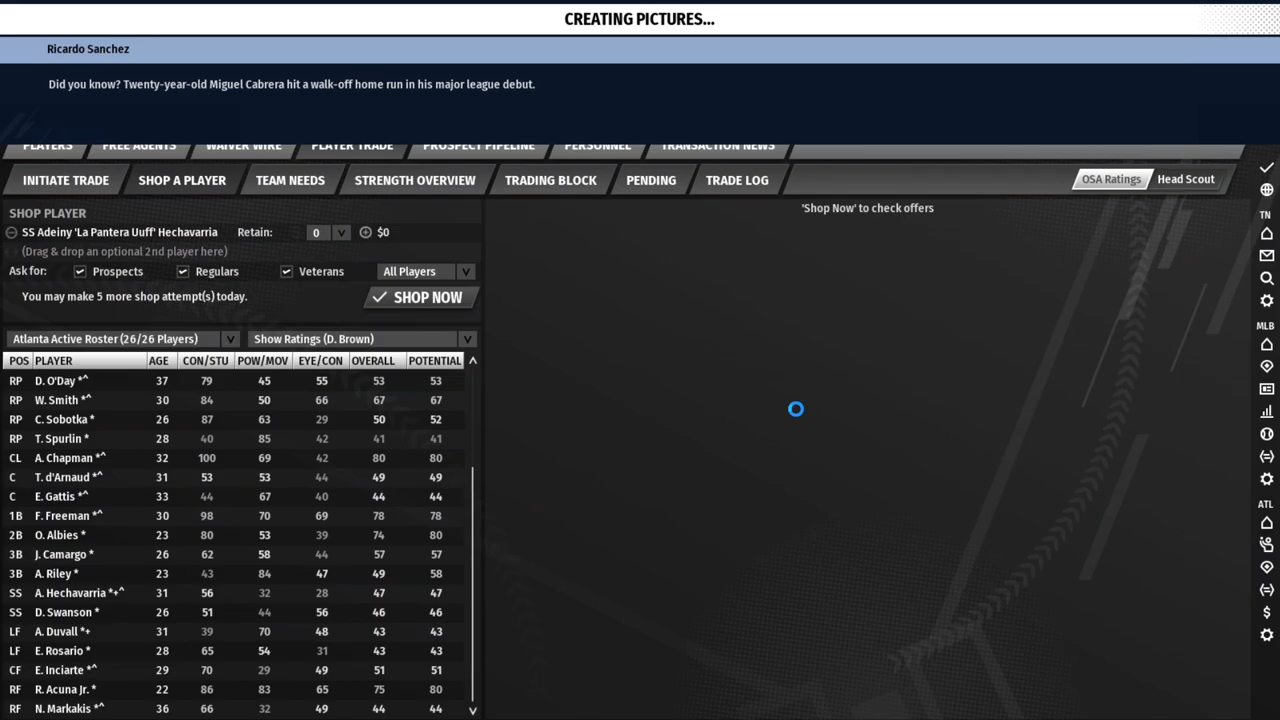 CREATING PICTURES...
Ricardo Sanchez
Did you know? Twenty-year-old Miguel Cabrera hit a walk-off home run in his major league debut.
PLAYERS FREE AGENTS WAIVER WIRE PLAYER TRADE PROSPECT PIPELINE PERSONNEL TRANSACTION NEWS
INITIATE TRADE SHOP A PLAYER TEAM NEEDS STRENGTH OVERVIEW TRADING BLOCK PENDING TRADE LOG OSA Ratings Head Scout
SHOP PLAYER
'Shop Now' to check offers
SS Adeiny 'La Pantera Uuff' Hechavarria Retain: 0 $0
(Drag & drop an optional 2nd player here)
Ask for: Prospects Regulars Veterans All Players
You may make 5 more shop attempt(s) today. SHOP NOW
Atlanta Active Roster (26/26 Players) Show Ratings (D. Brown)
POS PLAYER AGE CON/STU POW/MOV EYE/CON OVERALL POTENTIAL
RP D. O'Day *^ 37 79 45 55 53 53
RP W. Smith *^ 30 84 50 66 67 67
RP C. Sobotka * 26 87 63 29 50 52
RP T. Spurlin * 28 40 85 42 41 41
CL A. Chapman *^ 32 100 69 42 80 80
C T. d'Arnaud *^ 31 53 53 44 49 49
C E. Gattis *^ 33 44 67 40 44 44
1B F. Freeman *^ 30 98 70 69 78 78
2B O. Albies * 23 80 53 39 74 80
3B J. Camargo * 26 62 58 44 57 57
3B A. Riley * 23 43 84 47 49 58
SS A. Hechavarria *+^ 31 56 32 28 47 47
SS D. Swanson * 26 51 44 56 46 46
LF A. Duvall *+ 31 39 70 48 43 43
LF E. Rosario * 28 65 54 31 43 43
CF E. Inciarte *^ 29 70 29 49 51 51
RF R. Acuna Jr. * 22 86 83 65 75 80
RF N. Markakis *^ 36 66 32 49 44 44
TN
MLB
ATL
$